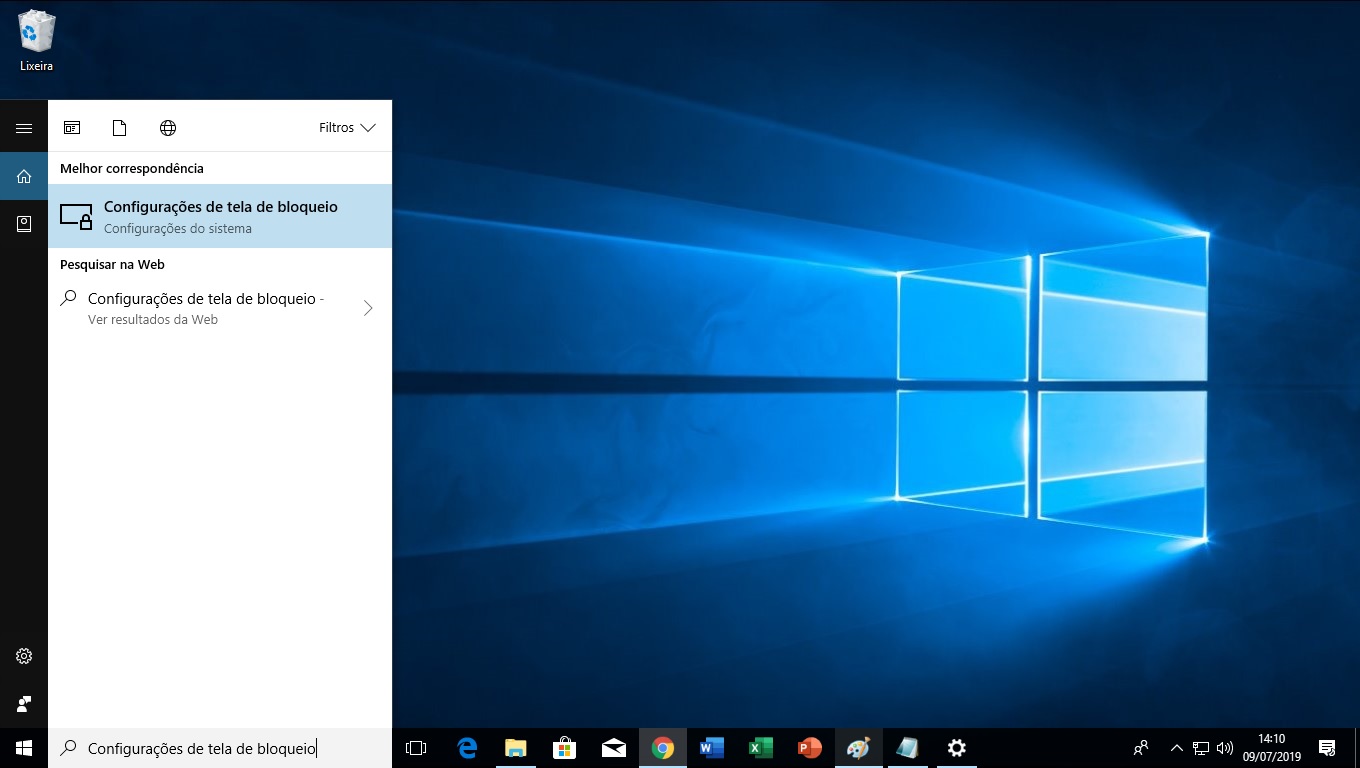 Lixeira
Filtros
Melhor correspondência
Configurações de tela de bloqueio
Configurações do sistema
Pesquisar na Web
Configurações de tela de bloqueio -
Ver resultados da Web
Configurações de tela de bloqueio
14:10
09/07/2019